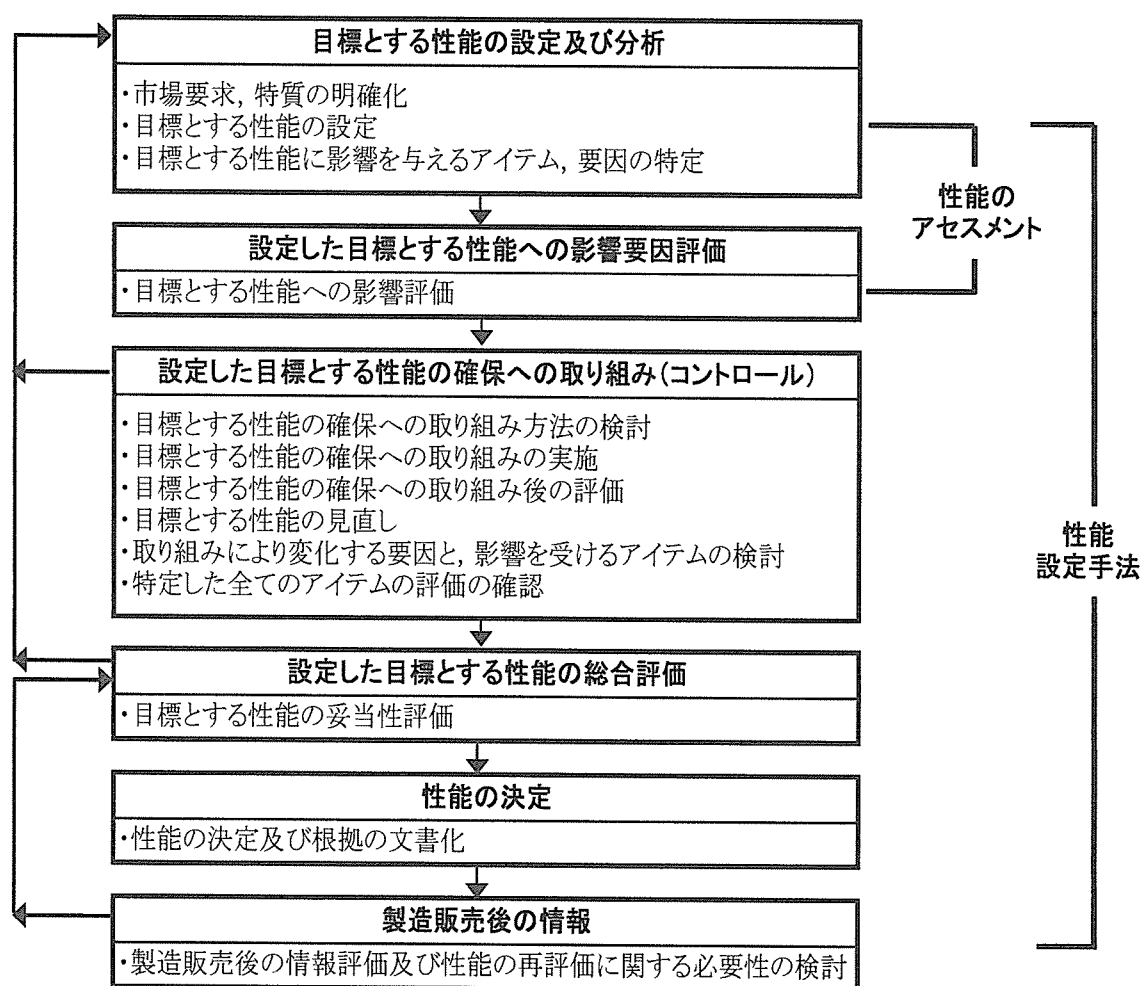 目標とする性能の設定及び分析
・市場要求, 特質の明確化
・目標とする性能の設定
・目標とする性能に影響を与えるアイテム, 要因の特定
性能の
アセスメント
設定した目標とする性能への影響要因評価
・目標とする性能への影響評価
設定した目標とする性能の確保への取り組み(コントロール)
・目標とする性能の確保への取り組み方法の検討
・目標とする性能の確保への取り組みの実施
・目標とする性能の確保への取り組み後の評価
・目標とする性能の見直し
・取り組みにより変化する要因と, 影響を受けるアイテムの検討
・特定した全てのアイテムの評価の確認
性能
設定手法
設定した目標とする性能の総合評価
・目標とする性能の妥当性評価
性能の決定
・性能の決定及び根拠の文書化
製造販売後の情報
・製造販売後の情報評価及び性能の再評価に関する必要性の検討